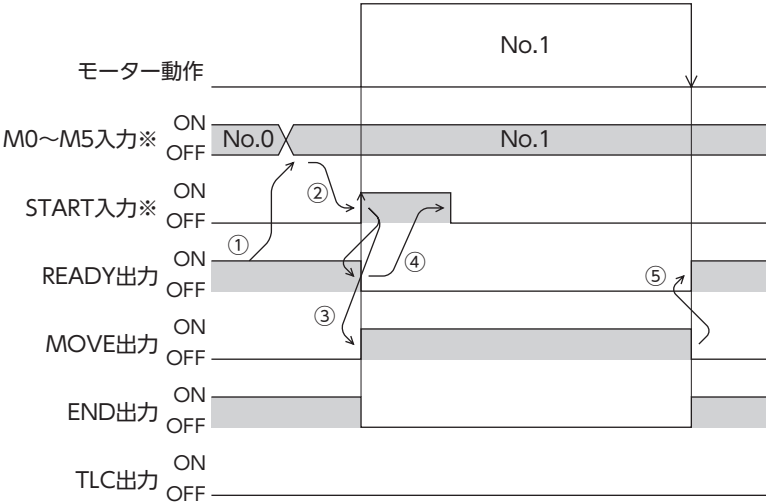 No.1
モーター動作
M0～M5入力※ ON OFF No.0 No.1
START入力※ ON OFF ②
①
READY出力 ON OFF ④ ⑤
③
MOVE出力 ON OFF
END出力 ON OFF
TLC出力 ON OFF